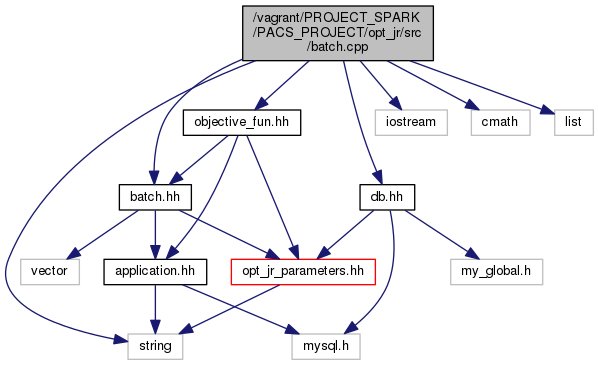 /vagrant/PROJECT_SPARK
/PACS_PROJECT/opt_jr/src
/batch.cpp
objective_fun.hh
iostream
cmath
list
batch.hh
db.hh
vector
application.hh
opt_jr_parameters.hh
my_global.h
string
mysql.h